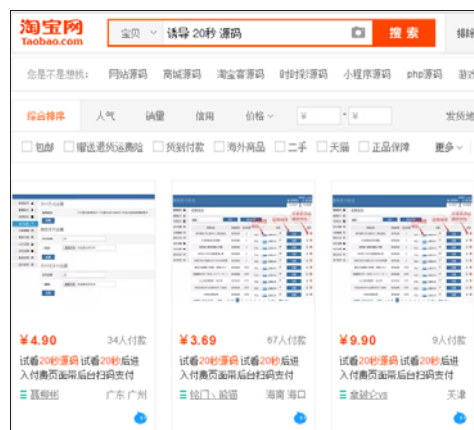 淘宝网
Taobao.com
宝贝 诱导 20秒 源码 搜索
您是不是想找: 网站源码 商城源码 淘宝客源码 时时彩源码 小程序源码 php源码 游戏
综合排序 人气 销量 信用 价格 ¥ - ¥ 发货地
包邮 赠送退货运费险 货到付款 海外商品 二手 天猫 正品保障 更多
¥4.90 34人付款
¥3.69 67人付款
¥9.90 9人付款
试看20秒源码 试看20秒后进
入付费页面带后台扫码支付
试看20秒源码 试看20秒后进
入付费页面带后台扫码支付
试看20秒源码 试看20秒后进
入付费页面带后台扫码支付
广东 广州
海南 海口
天津